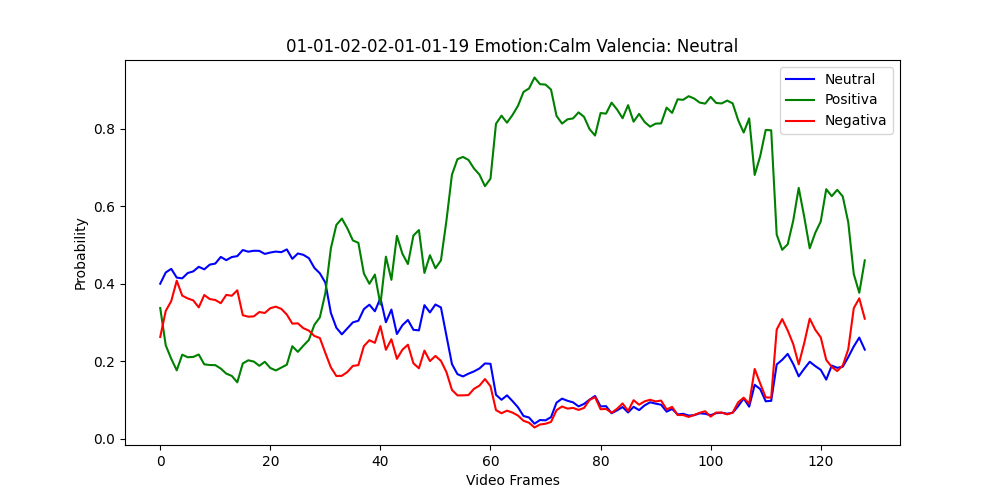 01-01-02-02-01-01-19 Emotion:Calm Valencia: Neutral
Neutral
Positiva
Negativa
Probability
0.8
0.6
0.4
0.2
0.0
0 20 40 60 80 100 120
Video Frames